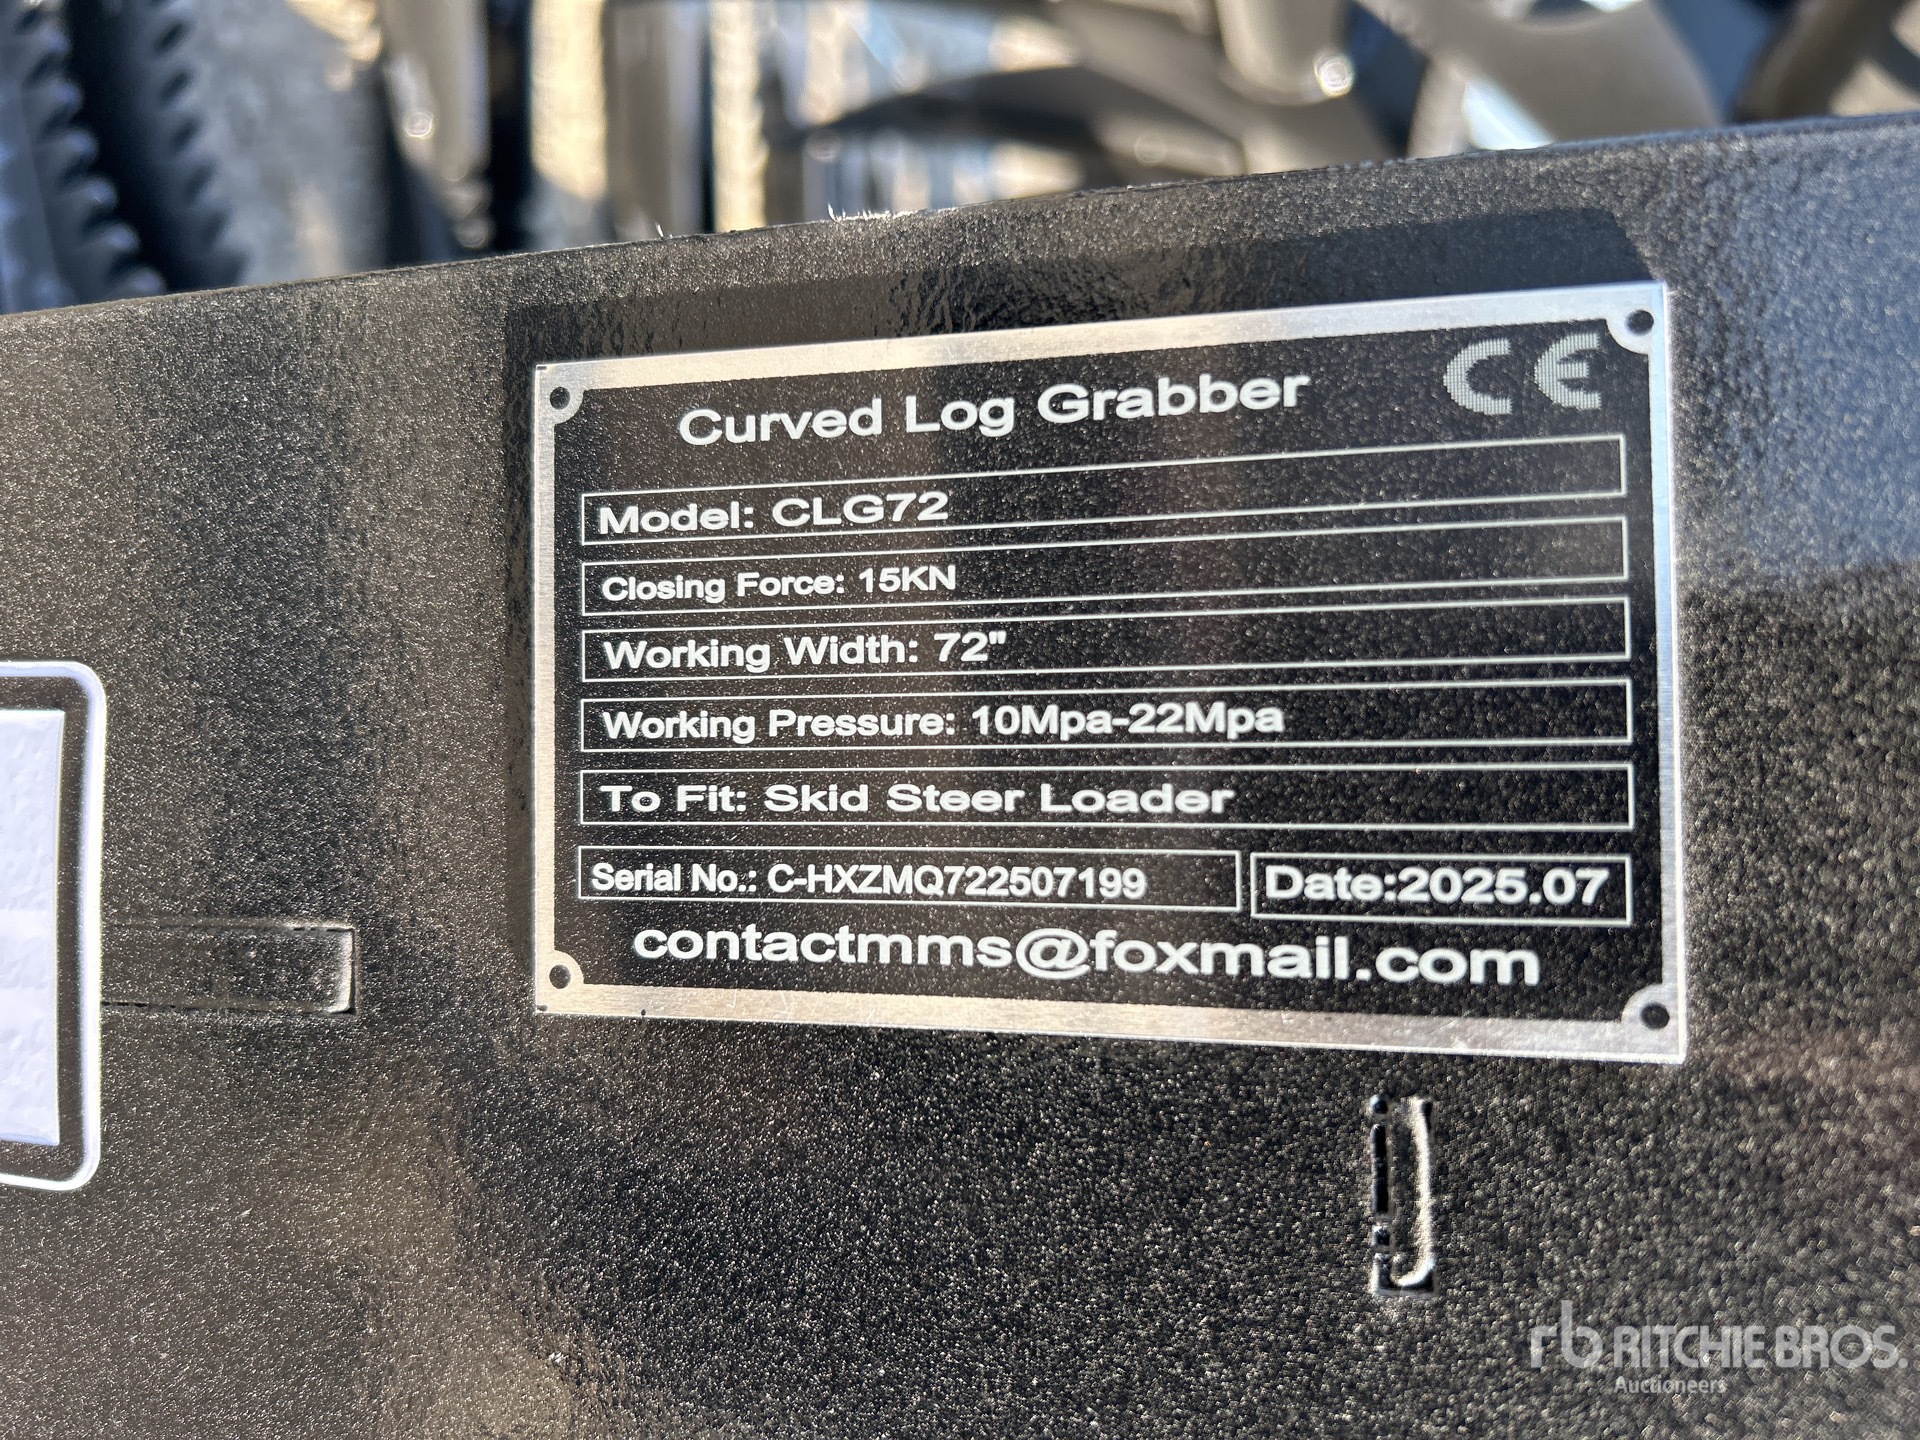 CE
Curved Log Grabber
Model: CLG72
Closing Force: 15KN
Working Width: 72"
Working Pressure: 10Mpa-22Mpa
To Fit: Skid Steer Loader
Serial No.: C-HXZMQ722507199
Date:2025.07
contactmms@foxmail.com
rb RITCHIE BROS.
Auctioneers